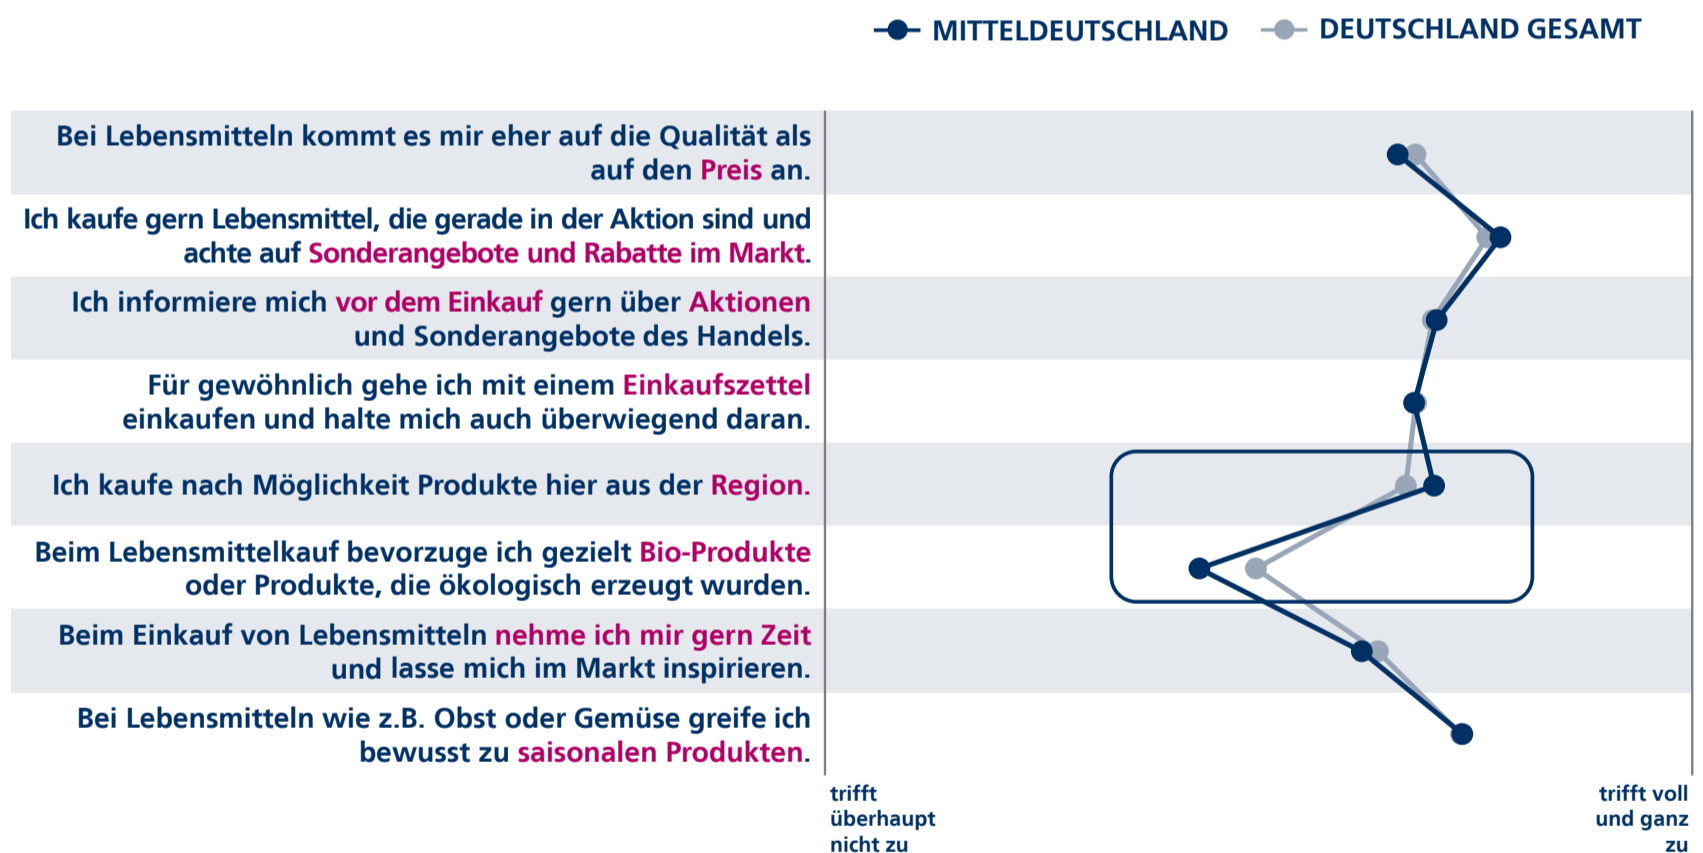 MITTELDEUTSCHLAND DEUTSCHLAND GESAMT
Bei Lebensmitteln kommt es mir eher auf die Qualität als
auf den Preis an.
Ich kaufe gern Lebensmittel, die gerade in der Aktion sind und
achte auf Sonderangebote und Rabatte im Markt.
Ich informiere mich vor dem Einkauf gern über Aktionen
und Sonderangebote des Handels.
Für gewöhnlich gehe ich mit einem Einkaufszettel
einkaufen und halte mich auch überwiegend daran.
Ich kaufe nach Möglichkeit Produkte hier aus der Region.
Beim Lebensmittelkauf bevorzuge ich gezielt Bio-Produkte
oder Produkte, die ökologisch erzeugt wurden.
Beim Einkauf von Lebensmitteln nehme ich mir gern Zeit
und lasse mich im Markt inspirieren.
Bei Lebensmitteln wie z.B. Obst oder Gemüse greife ich
bewusst zu saisonalen Produkten.
trifft
überhaupt
nicht zu
trifft voll
und ganz
zu